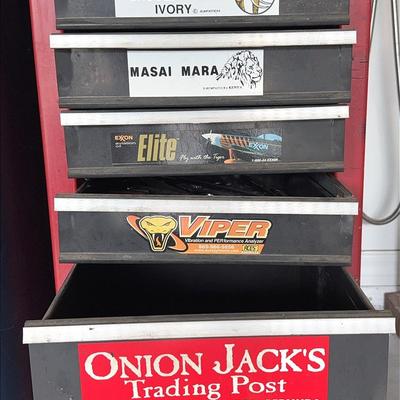 IVORY
MASAI MARA
EXXON
Elite
Fly with the Tiger
EXXON
VIPER
Vibration and PERformance Analyzer
ACES
ONION JACK'S
Trading Post